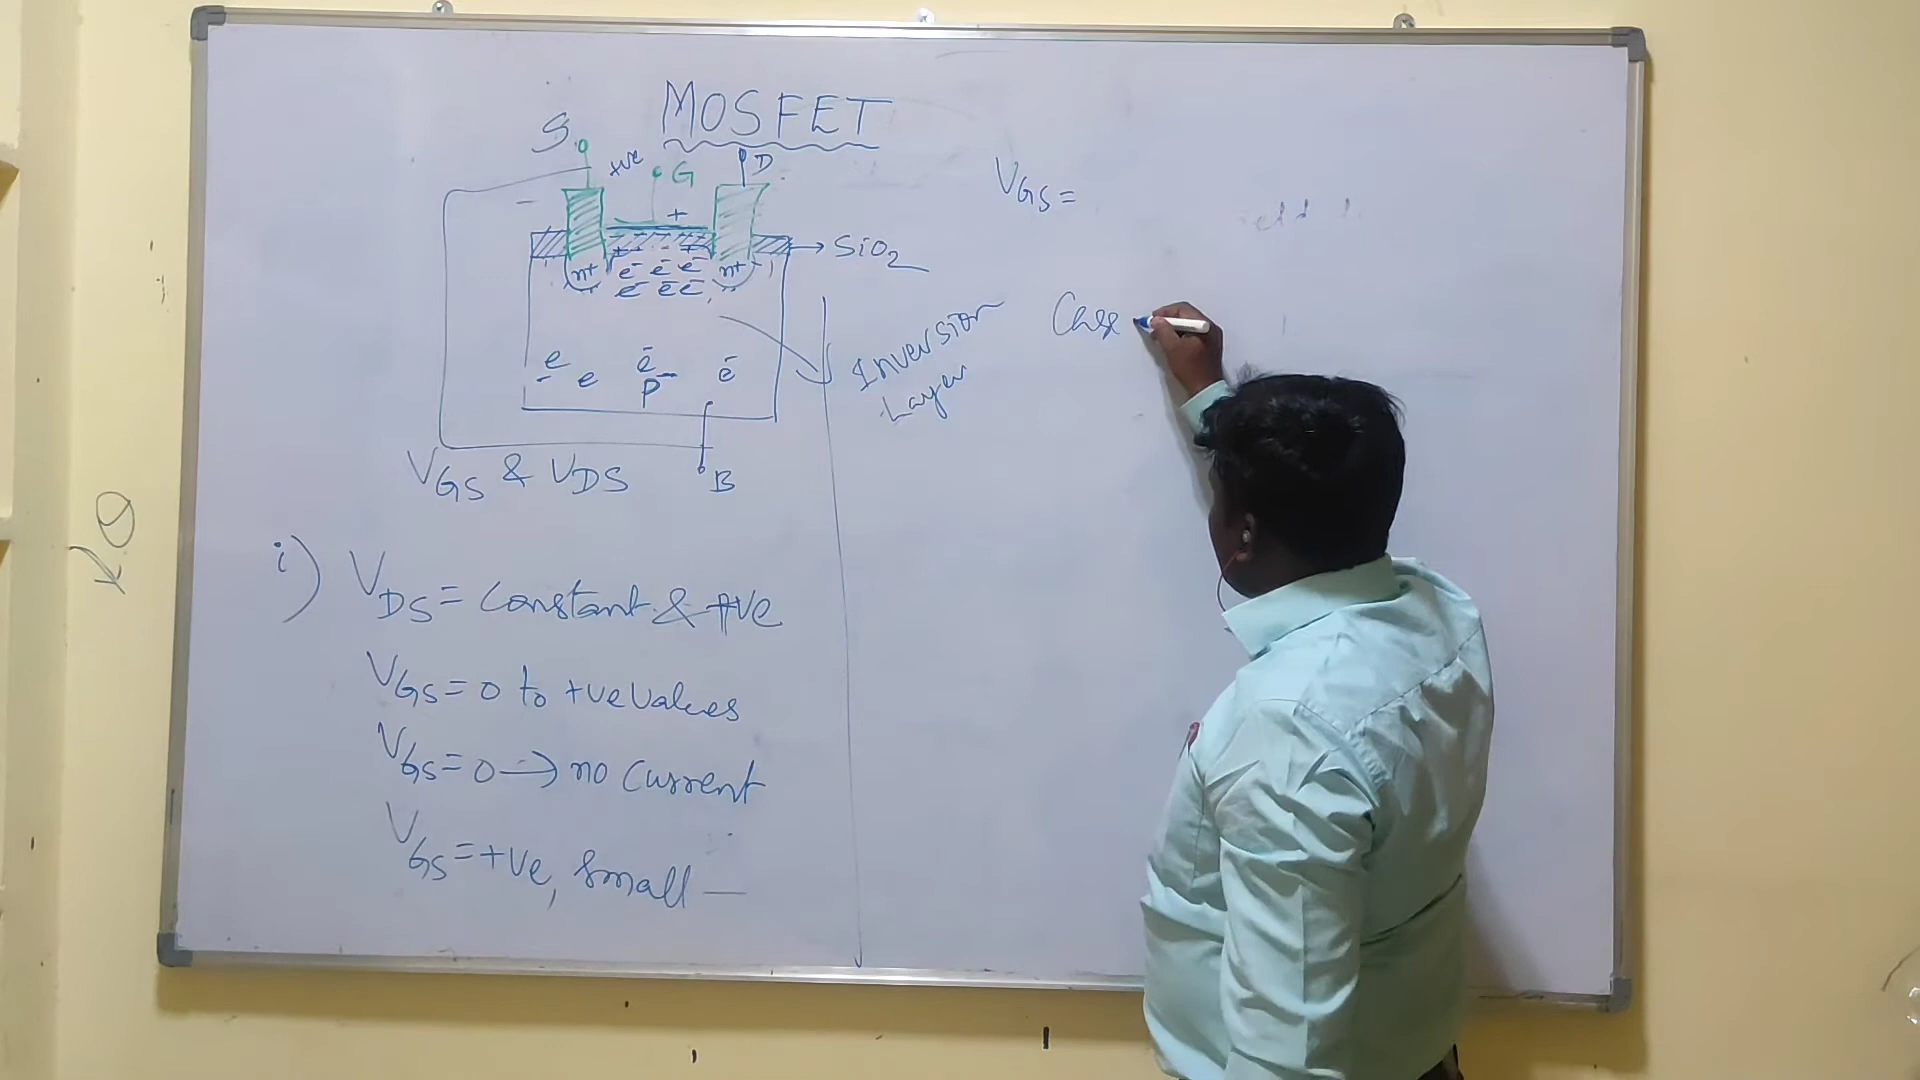 MOSFET
S
+ve
G
D
+
SiO2
n+
e- e- e-
n+
e- e- e-
e- e e- e-
P-
Inversion
Layer
B
VGS & VDS
i) VDS = Constant & +ve
VGS = 0 to +ve values
VGS = 0 → no current
VGS = +ve, small —
VGS =
Case